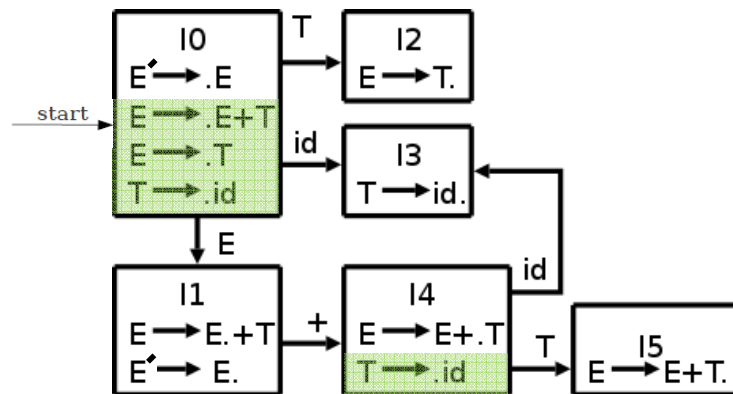 start
I0
E´ → .E
E → .E+T
E → .T
T → .id
T
I2
E → T.
id
I3
T → id.
E
I1
E → E.+T
E´ → E.
+
I4
E → E+.T
T → .id
id
T
I5
E → E+T.